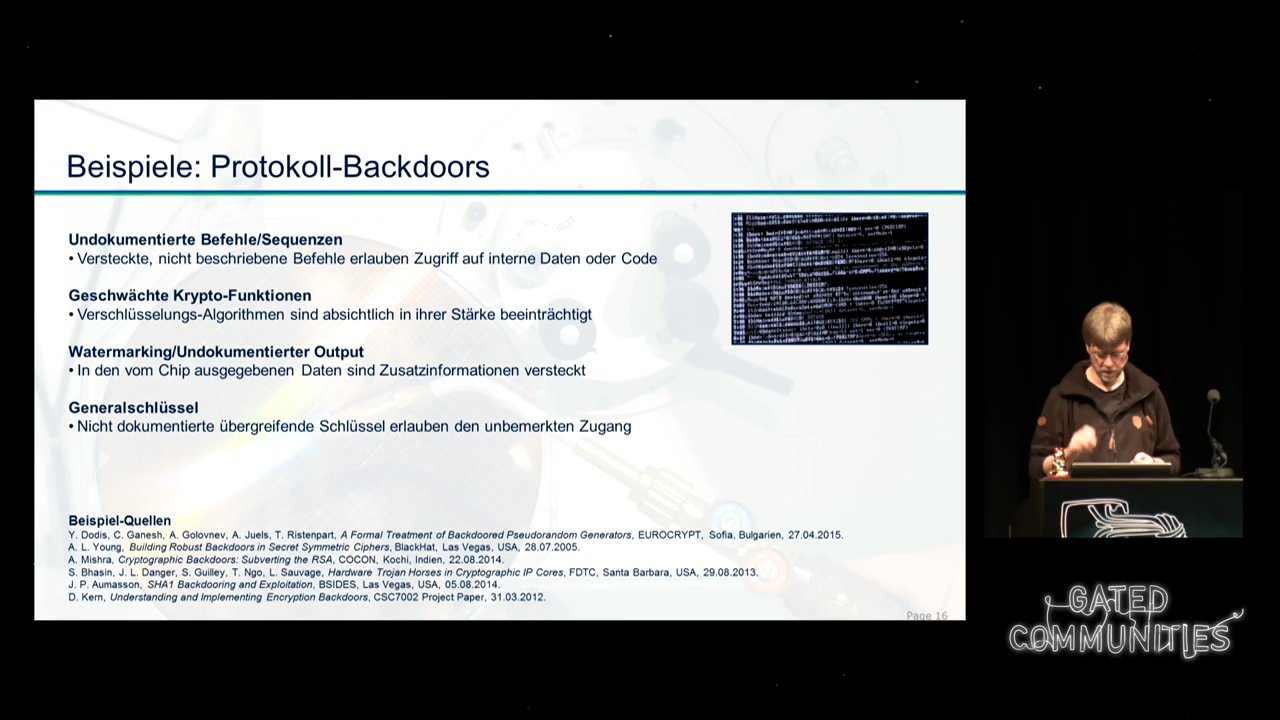 Beispiele: Protokoll-Backdoors
Undokumentierte Befehle/Sequenzen
• Versteckte, nicht beschriebene Befehle erlauben Zugriff auf interne Daten oder Code
Geschwächte Krypto-Funktionen
• Verschlüsselungs-Algorithmen sind absichtlich in ihrer Stärke beeinträchtigt
Watermarking/Undokumentierter Output
• In den vom Chip ausgegebenen Daten sind Zusatzinformationen versteckt
Generalschlüssel
• Nicht dokumentierte übergreifende Schlüssel erlauben den unbemerkten Zugang
Beispiel-Quellen
Y. Dodis, C. Ganesh, A. Golovnev, A. Juels, T. Ristenpart, A Formal Treatment of Backdoored Pseudorandom Generators, EUROCRYPT, Sofia, Bulgarien, 27.04.2015.
A. L. Young, Building Robust Backdoors in Secret Symmetric Ciphers, BlackHat, Las Vegas, USA, 28.07.2005.
A. Mishra, Cryptographic Backdoors: Subverting the RSA, COCON, Kochi, Indien, 22.08.2014.
S. Bhasin, J. L. Danger, S. Guilley, T. Ngo, L. Sauvage, Hardware Trojan Horses in Cryptographic IP Cores, FDTC, Santa Barbara, USA, 29.08.2013.
J. P. Aumasson, SHA1 Backdooring and Exploitation, BSIDES, Las Vegas, USA, 05.08.2014.
D. Kern, Understanding and Implementing Encryption Backdoors, CSC7002 Project Paper, 31.03.2012.
Page 16
GATED
COMMUNITIES